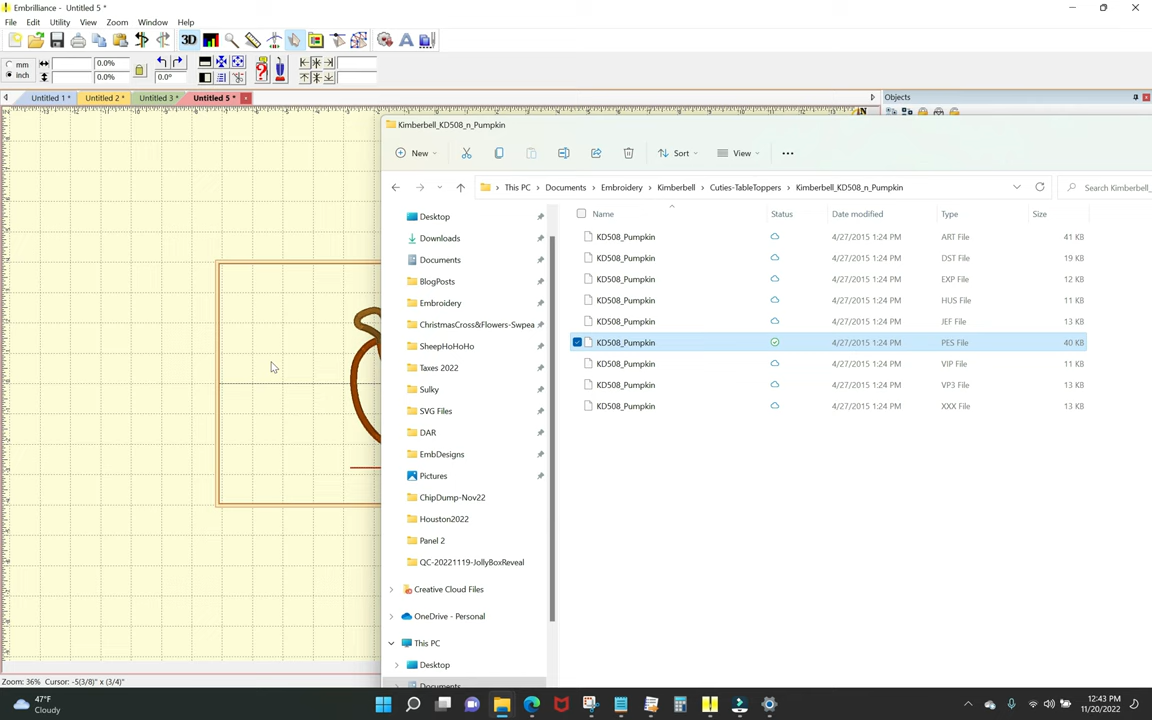 Embrilliance - Untitled 5 *
File Edit Utility View Zoom Window Help
3D
mm
inch
0.0%
0.0%
0.0°
Untitled 1 *
Untitled 2 *
Untitled 3 *
Untitled 5 *
Objects
Kimberbell_KD508_n_Pumpkin
New
Sort
View
This PC > Documents > Embroidery > Kimberbell > Cuties-TableToppers > Kimberbell_KD508_n_Pumpkin
Search Kimberbell_
Name Status Date modified Type Size
KD508_Pumpkin 4/27/2015 1:24 PM ART File 41 KB
KD508_Pumpkin 4/27/2015 1:24 PM DST File 19 KB
KD508_Pumpkin 4/27/2015 1:24 PM EXP File 12 KB
KD508_Pumpkin 4/27/2015 1:24 PM HUS File 11 KB
KD508_Pumpkin 4/27/2015 1:24 PM JEF File 13 KB
KD508_Pumpkin 4/27/2015 1:24 PM PES File 40 KB
KD508_Pumpkin 4/27/2015 1:24 PM VIP File 11 KB
KD508_Pumpkin 4/27/2015 1:24 PM VP3 File 13 KB
KD508_Pumpkin 4/27/2015 1:24 PM XXX File 13 KB
Desktop
Downloads
Documents
BlogPosts
Embroidery
ChristmasCross&Flowers-Swpea
SheepHoHoHo
Taxes 2022
Sulky
SVG Files
DAR
EmbDesigns
Pictures
ChipDump-Nov22
Houston2022
Panel 2
QC-20221119-JollyBoxReveal
Creative Cloud Files
OneDrive - Personal
This PC
Desktop
Documents
Zoom: 36% Cursor: -5(3/8)" x (3/4)"
47°F
Cloudy
12:43 PM
11/20/2022